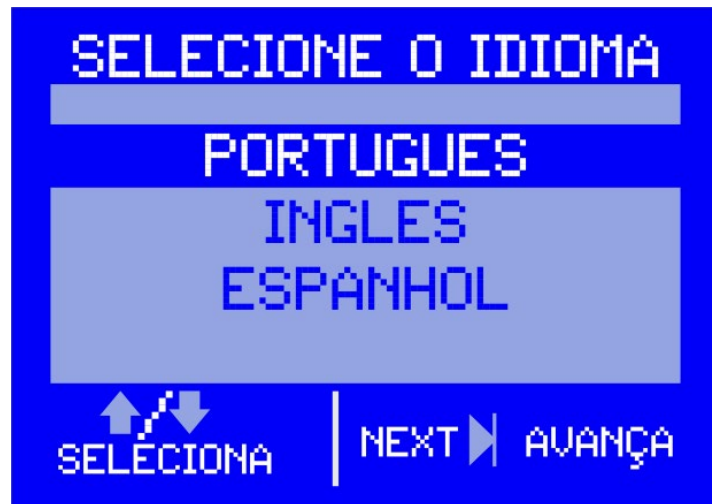 SELECIONE O IDIOMA
PORTUGUES
INGLES
ESPANHOL
SELECIONA
NEXT AVANÇA